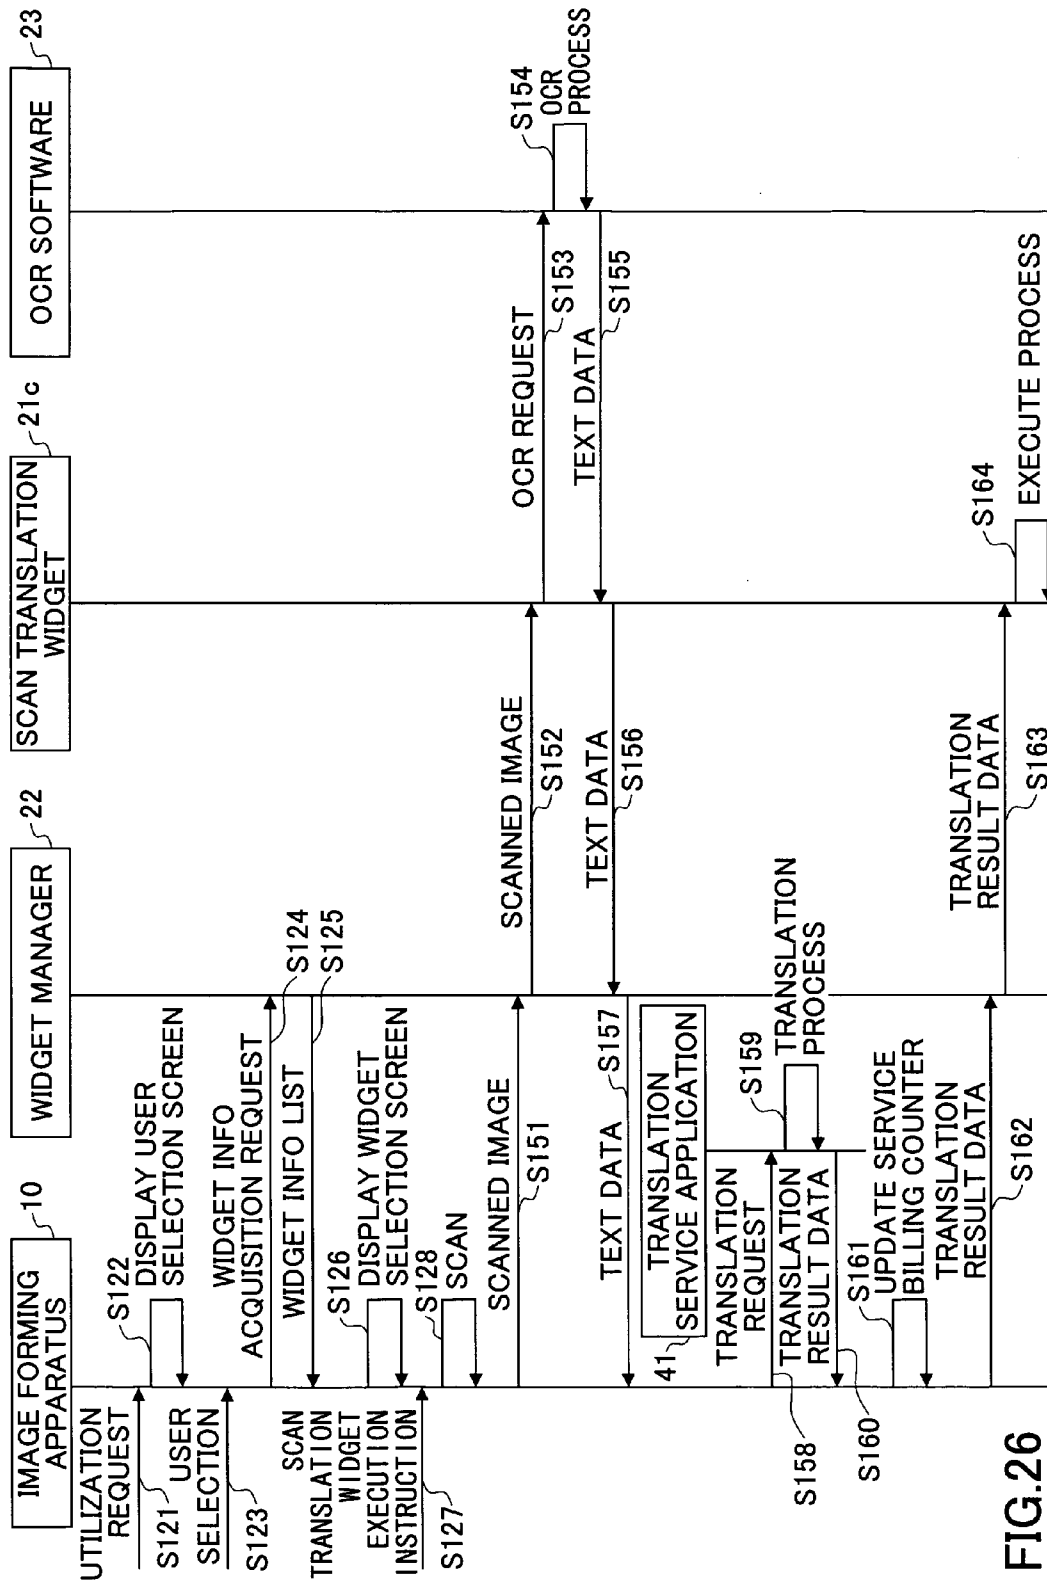 IMAGE FORMING
APPARATUS
10
WIDGET MANAGER
22
SCAN TRANSLATION
WIDGET
21c
OCR SOFTWARE
23
UTILIZATION
REQUEST
S121
S122
DISPLAY USER
SELECTION SCREEN
USER
SELECTION
S123
WIDGET INFO
ACQUISITION REQUEST
S124
WIDGET INFO LIST
S125
S126
DISPLAY WIDGET
SELECTION SCREEN
SCAN
TRANSLATION
WIDGET
EXECUTION
INSTRUCTION
S127
S128
SCAN
SCANNED IMAGE
S151
SCANNED IMAGE
S152
OCR REQUEST
S153
S154
OCR
PROCESS
TEXT DATA
S155
TEXT DATA
S156
TEXT DATA
S157
41
TRANSLATION
SERVICE APPLICATION
TRANSLATION
REQUEST
S158
S159
TRANSLATION
PROCESS
TRANSLATION
RESULT DATA
S160
S161
UPDATE SERVICE
BILLING COUNTER
TRANSLATION
RESULT DATA
S162
TRANSLATION
RESULT DATA
S163
S164
EXECUTE PROCESS
FIG.26